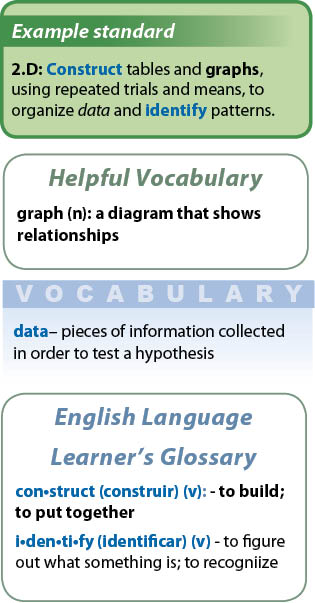 Example standard
2.D: Construct tables and graphs,
using repeated trials and means, to
organize data and identify patterns.
Helpful Vocabulary
graph (n): a diagram that shows
relationships
VOCABULARY
data– pieces of information collected
in order to test a hypothesis
English Language
Learner's Glossary
con•struct (construir) (v): - to build;
to put together
i•den•ti•fy (identificar) (v) - to figure
out what something is; to recogniize